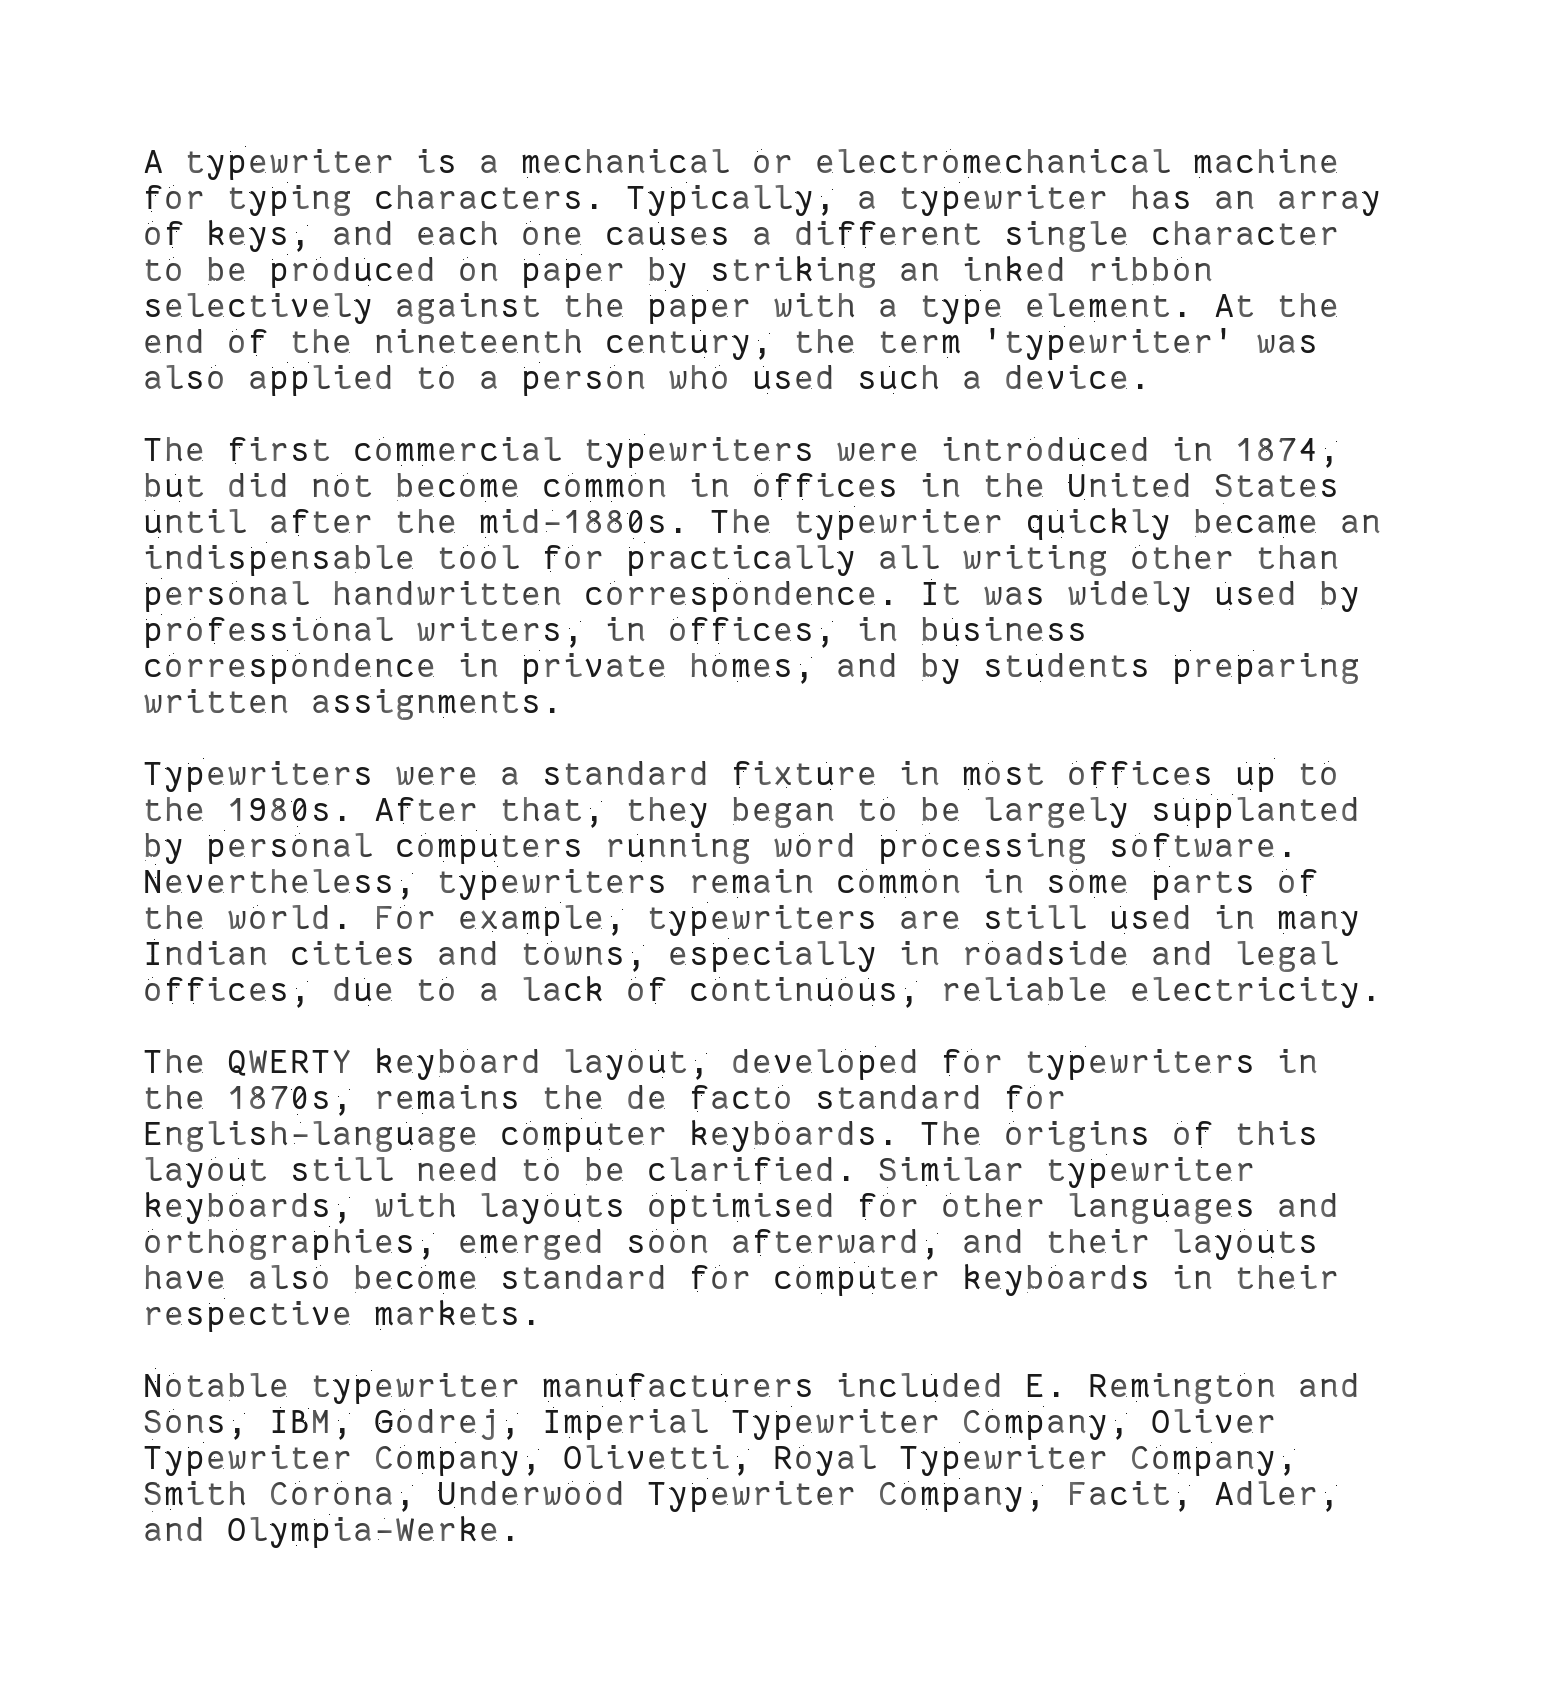 A typewriter is a mechanical or electromechanical machine
for typing characters. Typically, a typewriter has an array
of keys, and each one causes a different single character
to be produced on paper by striking an inked ribbon
selectively against the paper with a type element. At the
end of the nineteenth century, the term 'typewriter' was
also applied to a person who used such a device.

The first commercial typewriters were introduced in 1874,
but did not become common in offices in the United States
until after the mid-1880s. The typewriter quickly became an
indispensable tool for practically all writing other than
personal handwritten correspondence. It was widely used by
professional writers, in offices, in business
correspondence in private homes, and by students preparing
written assignments.

Typewriters were a standard fixture in most offices up to
the 1980s. After that, they began to be largely supplanted
by personal computers running word processing software.
Nevertheless, typewriters remain common in some parts of
the world. For example, typewriters are still used in many
Indian cities and towns, especially in roadside and legal
offices, due to a lack of continuous, reliable electricity.

The QWERTY keyboard layout, developed for typewriters in
the 1870s, remains the de facto standard for
English-language computer keyboards. The origins of this
layout still need to be clarified. Similar typewriter
keyboards, with layouts optimised for other languages and
orthographies, emerged soon afterward, and their layouts
have also become standard for computer keyboards in their
respective markets.

Notable typewriter manufacturers included E. Remington and
Sons, IBM, Godrej, Imperial Typewriter Company, Oliver
Typewriter Company, Olivetti, Royal Typewriter Company,
Smith Corona, Underwood Typewriter Company, Facit, Adler,
and Olympia-Werke.